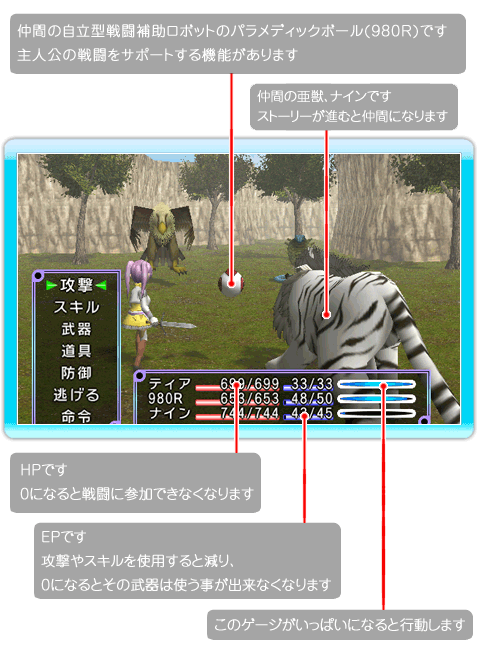 仲間の自立型戦闘補助ロボットのパラメディックボール(980R)です
主人公の戦闘をサポートする機能があります
仲間の亜獣、ナインです
ストーリーが進むと仲間になります
攻撃
スキル
武器
道具
防御
逃げる
命令
ティア 699/699 33/33
980R 653/653 48/50
ナイン 744/744 43/45
HPです
0になると戦闘に参加できなくなります
EPです
攻撃やスキルを使用すると減り、
0になるとその武器は使う事が出来なくなります
このゲージがいっぱいになると行動します